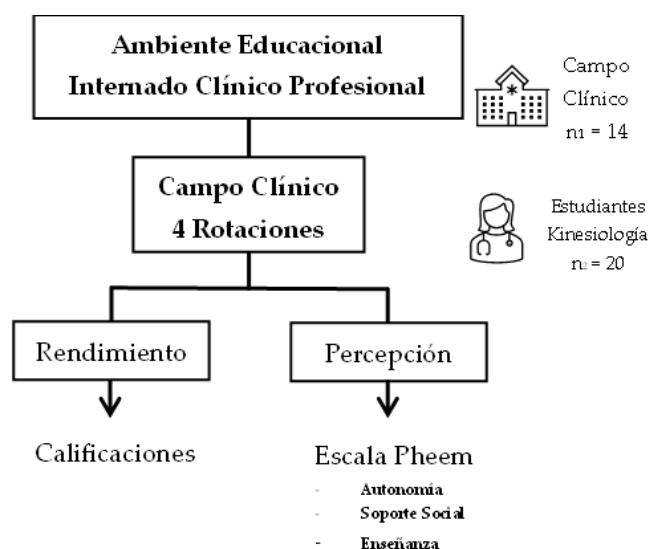 Ambiente Educacional
Internado Clínico Profesional
Campo
Clínico
n1 = 14
Campo Clínico
4 Rotaciones
Estudiantes
Kinesiología
n2 = 20
Rendimiento
Percepción
Calificaciones
Escala Pheem
- Autonomía
- Soporte Social
- Enseñanza